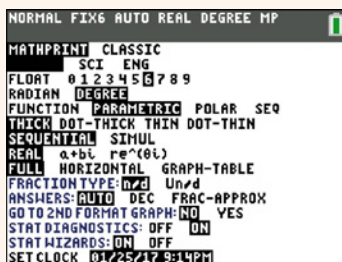 NORMAL FIX6 AUTO REAL DEGREE MP
MATHPRINT CLASSIC
SCI ENG
FLOAT 0 1 2 3 4 5 6 7 8 9
RADIAN DEGREE
FUNCTION PARAMETRIC POLAR SEQ
THICK DOT-THICK THIN DOT-THIN
SEQUENTIAL SIMUL
REAL a+bi re^(θi)
FULL HORIZONTAL GRAPH-TABLE
FRACTION TYPE: n/d Un/d
ANSWERS: AUTO DEC FRAC-APPROX
GO TO 2ND FORMAT GRAPH: NO YES
STAT DIAGNOSTICS: OFF ON
STAT WIZARDS: ON OFF
SET CLOCK 01/25/17 9:14PM